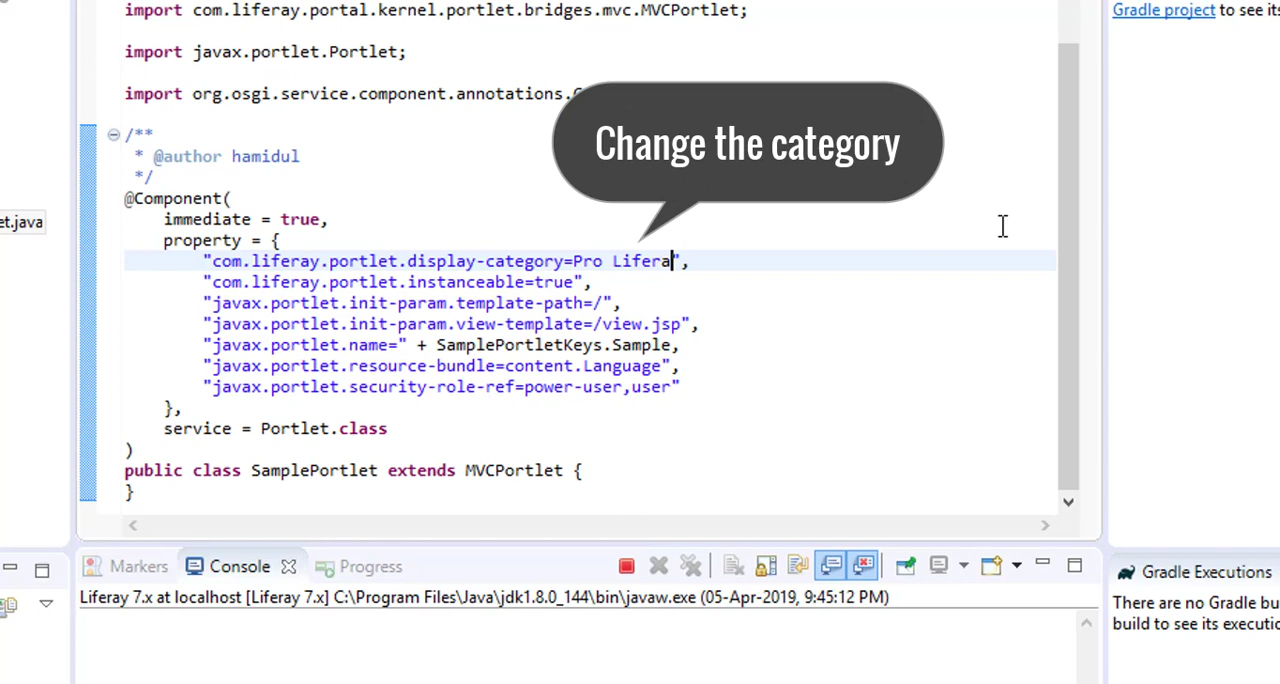 import com.liferay.portal.kernel.portlet.bridges.mvc.MVCPortlet;
Gradle project to see its
import javax.portlet.Portlet;
import org.osgi.service.component.annotations.
Change the category
/**
* @author hamidul
*/
@Component(
immediate = true,
et.java
property = {
"com.liferay.portlet.display-category=Pro Lifera",
"com.liferay.portlet.instanceable=true",
"javax.portlet.init-param.template-path=/",
"javax.portlet.init-param.view-template=/view.jsp",
"javax.portlet.name=" + SamplePortletKeys.Sample,
"javax.portlet.resource-bundle=content.Language",
"javax.portlet.security-role-ref=power-user,user"
},
service = Portlet.class
)
public class SamplePortlet extends MVCPortlet {
}
Markers Console Progress
Liferay 7.x at localhost [Liferay 7.x] C:\Program Files\Java\jdk1.8.0_144\bin\javaw.exe (05-Apr-2019, 9:45:12 PM)
Gradle Executions
There are no Gradle bu
build to see its executio